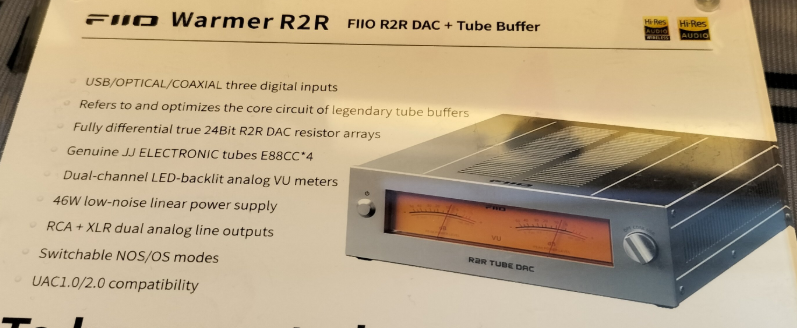 FIIO Warmer R2R FIIO R2R DAC + Tube Buffer
Hi-Res AUDIO WIRELESS Hi-Res AUDIO
USB/OPTICAL/COAXIAL three digital inputs
Refers to and optimizes the core circuit of legendary tube buffers
Fully differential true 24Bit R2R DAC resistor arrays
Genuine JJ ELECTRONIC tubes E88CC*4
Dual-channel LED-backlit analog VU meters
46W low-noise linear power supply
RCA + XLR dual analog line outputs
Switchable NOS/OS modes
UAC1.0/2.0 compatibility
FIIO
FIIO
VU
R2R TUBE DAC